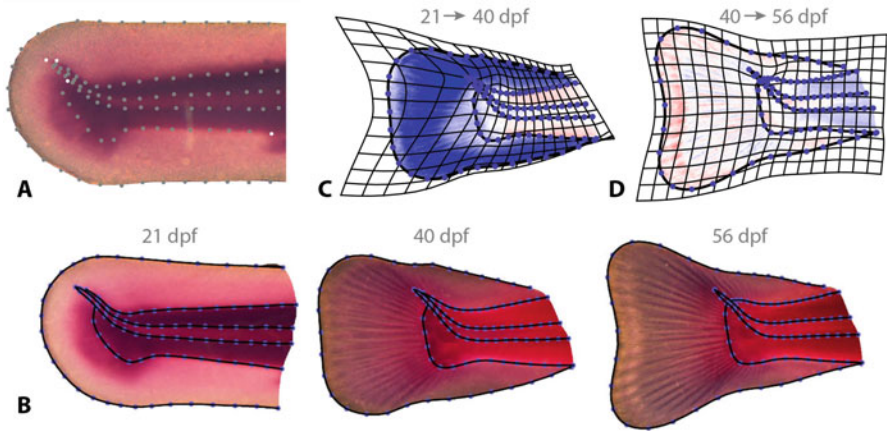 21 → 40 dpf
40 → 56 dpf
A
C
D
21 dpf
40 dpf
56 dpf
B